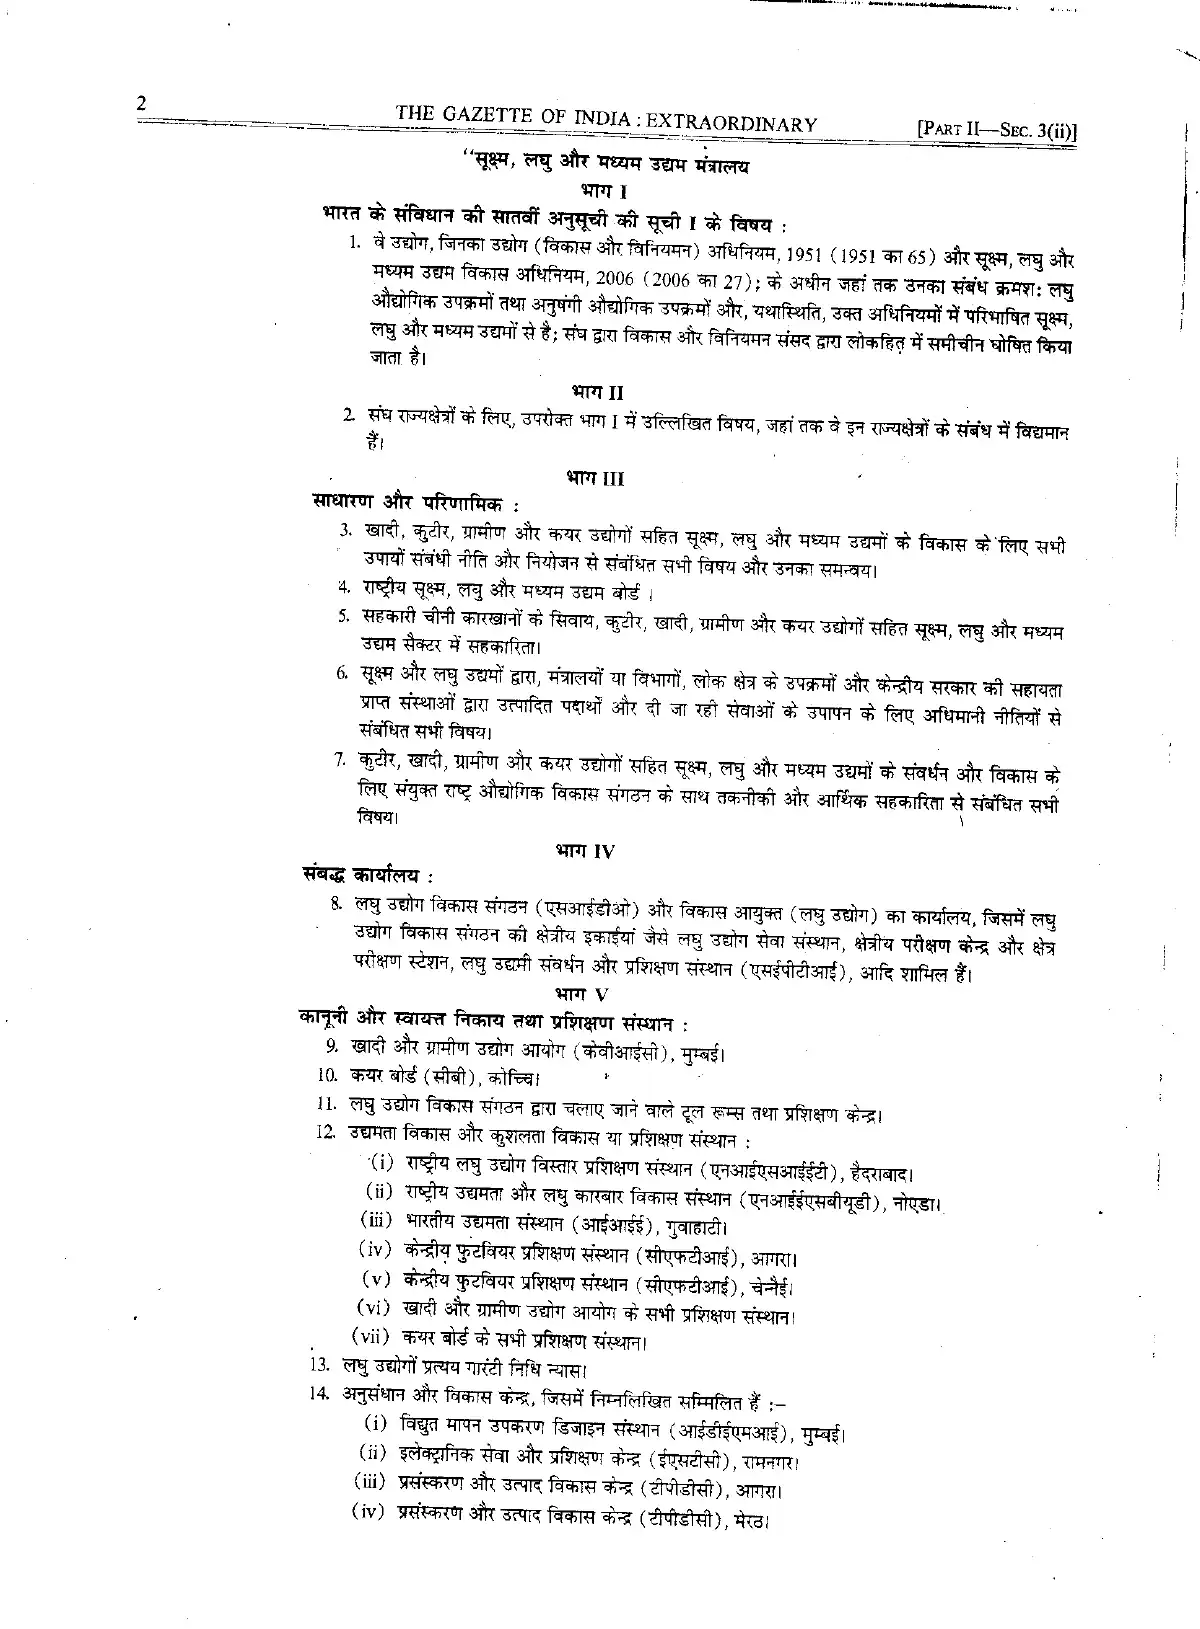 2
THE GAZETTE OF INDIA : EXTRAORDINARY
[PART II—SEC. 3(ii)]
“सूक्ष्म, लघु और मध्यम उद्यम मंत्रालय
भाग I
भारत के संविधान की सातवीं अनुसूची की सूची I के विषय :
1. वे उद्योग, जिनका उद्योग (विकास और विनियमन) अधिनियम, 1951 (1951 का 65) और सूक्ष्म, लघु और
मध्यम उद्यम विकास अधिनियम, 2006 (2006 का 27); के अधीन जहां तक उनका संबंध क्रमश: लघु
औद्योगिक उपक्रमों तथा अनुषंगी औद्योगिक उपक्रमों और, यथास्थिति, उक्त अधिनियमों में परिभाषित सूक्ष्म,
लघु और मध्यम उद्यमों से है; संघ द्वारा विकास और विनियमन संसद द्वारा लोकहित में समीचीन घोषित किया
जाता है।
भाग II
2. संघ राज्यक्षेत्रों के लिए, उपरोक्त भाग I में उल्लिखित विषय, जहां तक वे इन राज्यक्षेत्रों के संबंध में विद्यमान
हैं।
भाग III
साधारण और परिणामिक :
3. खादी, कुटीर, ग्रामीण और कयर उद्योगों सहित सूक्ष्म, लघु और मध्यम उद्यमों के विकास के लिए सभी
उपायों संबंधी नीति और नियोजन से संबंधित सभी विषय और उनका समन्वय।
4. राष्ट्रीय सूक्ष्म, लघु और मध्यम उद्यम बोर्ड ।
5. सहकारी चीनी कारखानों के सिवाय, कुटीर, खादी, ग्रामीण और कयर उद्योगों सहित सूक्ष्म, लघु और मध्यम
उद्यम सैक्टर में सहकारिता।
6. सूक्ष्म और लघु उद्यमों द्वारा, मंत्रालयों या विभागों, लोक क्षेत्र के उपक्रमों और केन्द्रीय सरकार की सहायता
प्राप्त संस्थाओं द्वारा उत्पादित पदार्थों और दी जा रही सेवाओं के उपापन के लिए अधिमानी नीतियों से
संबंधित सभी विषय।
7. कुटीर, खादी, ग्रामीण और कयर उद्योगों सहित सूक्ष्म, लघु और मध्यम उद्यमों के संवर्धन और विकास के
लिए संयुक्त राष्ट्र औद्योगिक विकास संगठन के साथ तकनीकी और आर्थिक सहकारिता से संबंधित सभी
विषय।
भाग IV
संबद्ध कार्यालय :
8. लघु उद्योग विकास संगठन (एसआईडीओ) और विकास आयुक्त (लघु उद्योग) का कार्यालय, जिसमें लघु
उद्योग विकास संगठन की क्षेत्रीय इकाईयां जैसे लघु उद्योग सेवा संस्थान, क्षेत्रीय परीक्षण केन्द्र और क्षेत्र
परीक्षण स्टेशन, लघु उद्यमी संवर्धन और प्रशिक्षण संस्थान (एसईपीटीआई), आदि शामिल हैं।
भाग V
कानूनी और स्वायत्त निकाय तथा प्रशिक्षण संस्थान :
9. खादी और ग्रामीण उद्योग आयोग (केवीआईसी), मुम्बई।
10. कयर बोर्ड (सीबी), कोच्चि।
11. लघु उद्योग विकास संगठन द्वारा चलाए जाने वाले टूल रूम्स तथा प्रशिक्षण केन्द्र।
12. उद्यमता विकास और कुशलता विकास या प्रशिक्षण संस्थान :
(i) राष्ट्रीय लघु उद्योग विस्तार प्रशिक्षण संस्थान (एनआईएसआईईटी), हैदराबाद।
(ii) राष्ट्रीय उद्यमता और लघु कारबार विकास संस्थान (एनआईईएसबीयूडी), नोएडा।
(iii) भारतीय उद्यमता संस्थान (आईआईई), गुवाहाटी।
(iv) केन्द्रीय फुटवियर प्रशिक्षण संस्थान (सीएफटीआई), आगरा।
(v) केन्द्रीय फुटवियर प्रशिक्षण संस्थान (सीएफटीआई), चेन्नैई।
(vi) खादी और ग्रामीण उद्योग आयोग के सभी प्रशिक्षण संस्थान।
(vii) कयर बोर्ड के सभी प्रशिक्षण संस्थान।
13. लघु उद्योगों प्रत्यय गारंटी निधि न्यास।
14. अनुसंधान और विकास केन्द्र, जिसमें निम्नलिखित सम्मिलित हैं :–
(i) विद्युत मापन उपकरण डिजाइन संस्थान (आईडीईएमआई), मुम्बई।
(ii) इलेक्ट्रानिक सेवा और प्रशिक्षण केन्द्र (ईएसटीसी), रामनगर।
(iii) प्रसंस्करण और उत्पाद विकास केन्द्र (टीपीडीसी), आगरा।
(iv) प्रसंस्करण और उत्पाद विकास केन्द्र (टीपीडीसी), मेरठ।